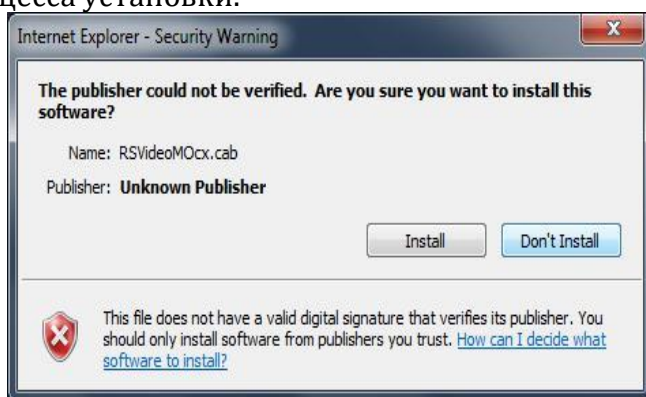 установки.
Internet Explorer - Security Warning
The publisher could not be verified. Are you sure you want to install this
software?
Name: RSVideoMOcx.cab
Publisher: Unknown Publisher
Install
Don't Install
This file does not have a valid digital signature that verifies its publisher. You
should only install software from publishers you trust. How can I decide what
software to install?